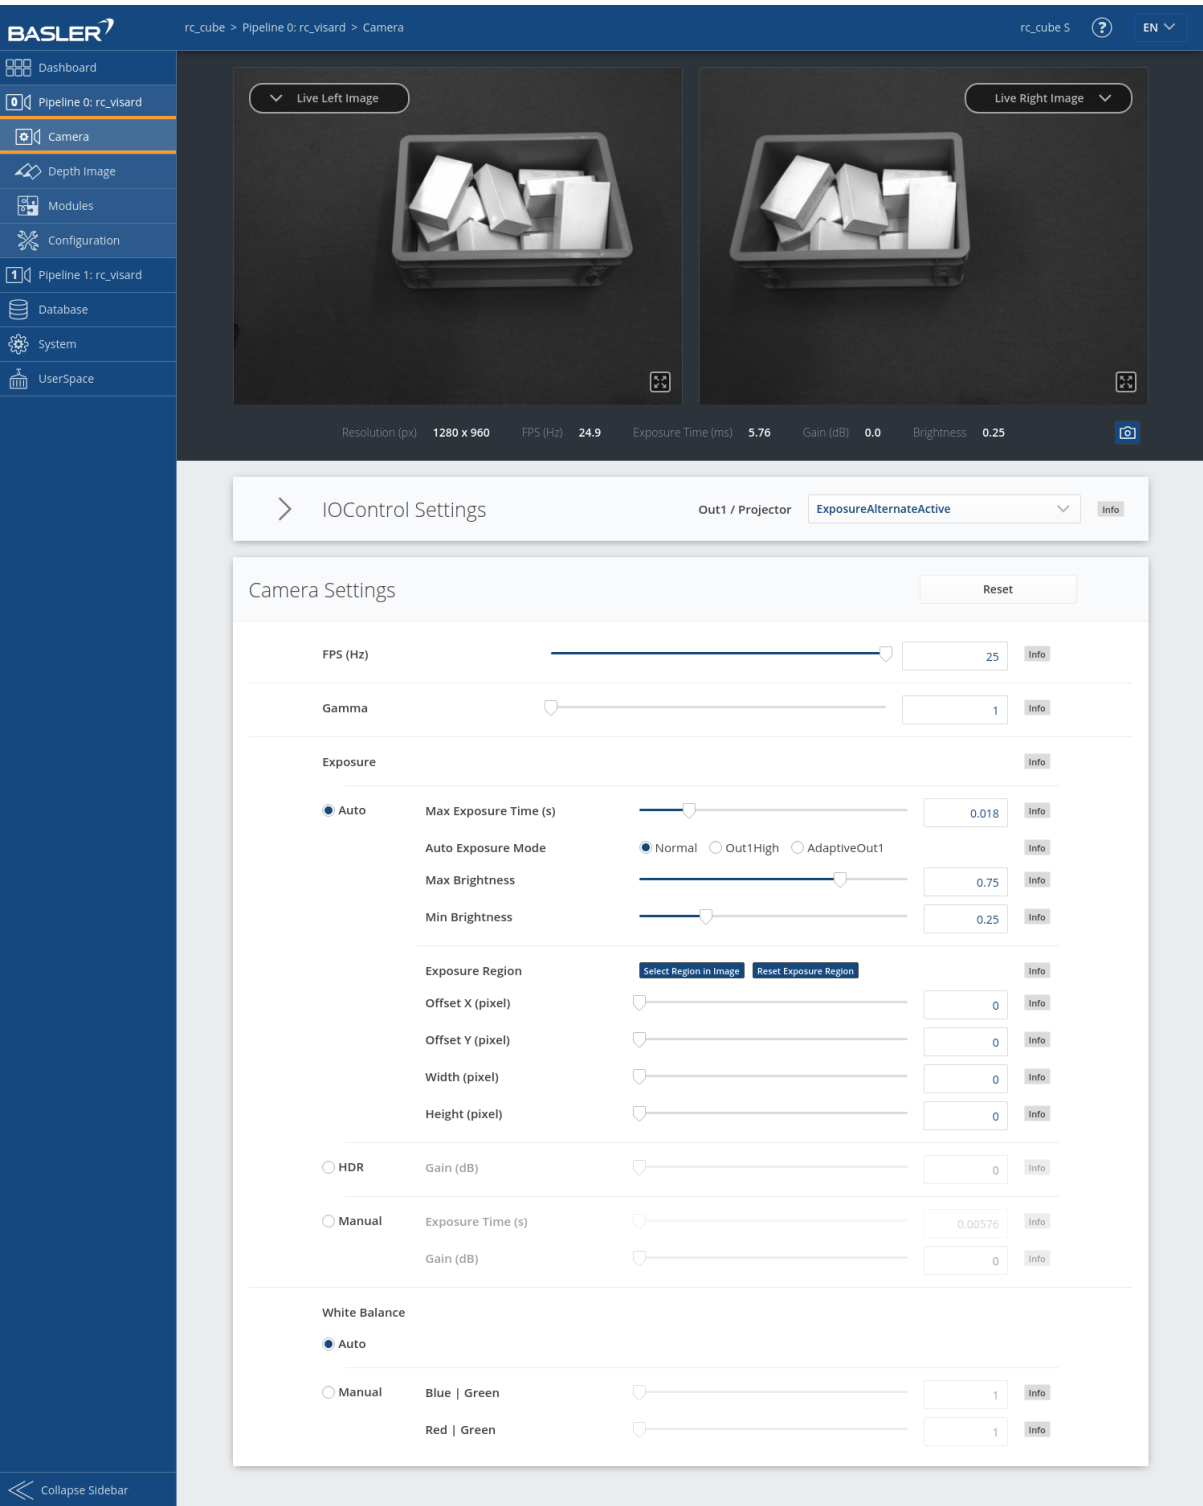 BASLER
rc_cube > Pipeline 0: rc_visard > Camera
rc_cube S
?
EN
Dashboard
0 Pipeline 0: rc_visard
Camera
Depth Image
Modules
Configuration
1 Pipeline 1: rc_visard
Database
System
UserSpace
Collapse Sidebar
Live Left Image
Live Right Image
Resolution (px) 1280 x 960 FPS (Hz) 24.9 Exposure Time (ms) 5.76 Gain (dB) 0.0 Brightness 0.25
IOControl Settings Out1 / Projector ExposureAlternateActive Info
Camera Settings Reset
FPS (Hz) 25 Info
Gamma 1 Info
Exposure Info
Auto Max Exposure Time (s) 0.018 Info
Auto Exposure Mode Normal Out1High AdaptiveOut1 Info
Max Brightness 0.75 Info
Min Brightness 0.25 Info
Exposure Region Select Region in Image Reset Exposure Region Info
Offset X (pixel) 0 Info
Offset Y (pixel) 0 Info
Width (pixel) 0 Info
Height (pixel) 0 Info
HDR Gain (dB) 0 Info
Manual Exposure Time (s) 0.00576 Info
Gain (dB) 0 Info
White Balance
Auto
Manual Blue | Green 1 Info
Red | Green 1 Info